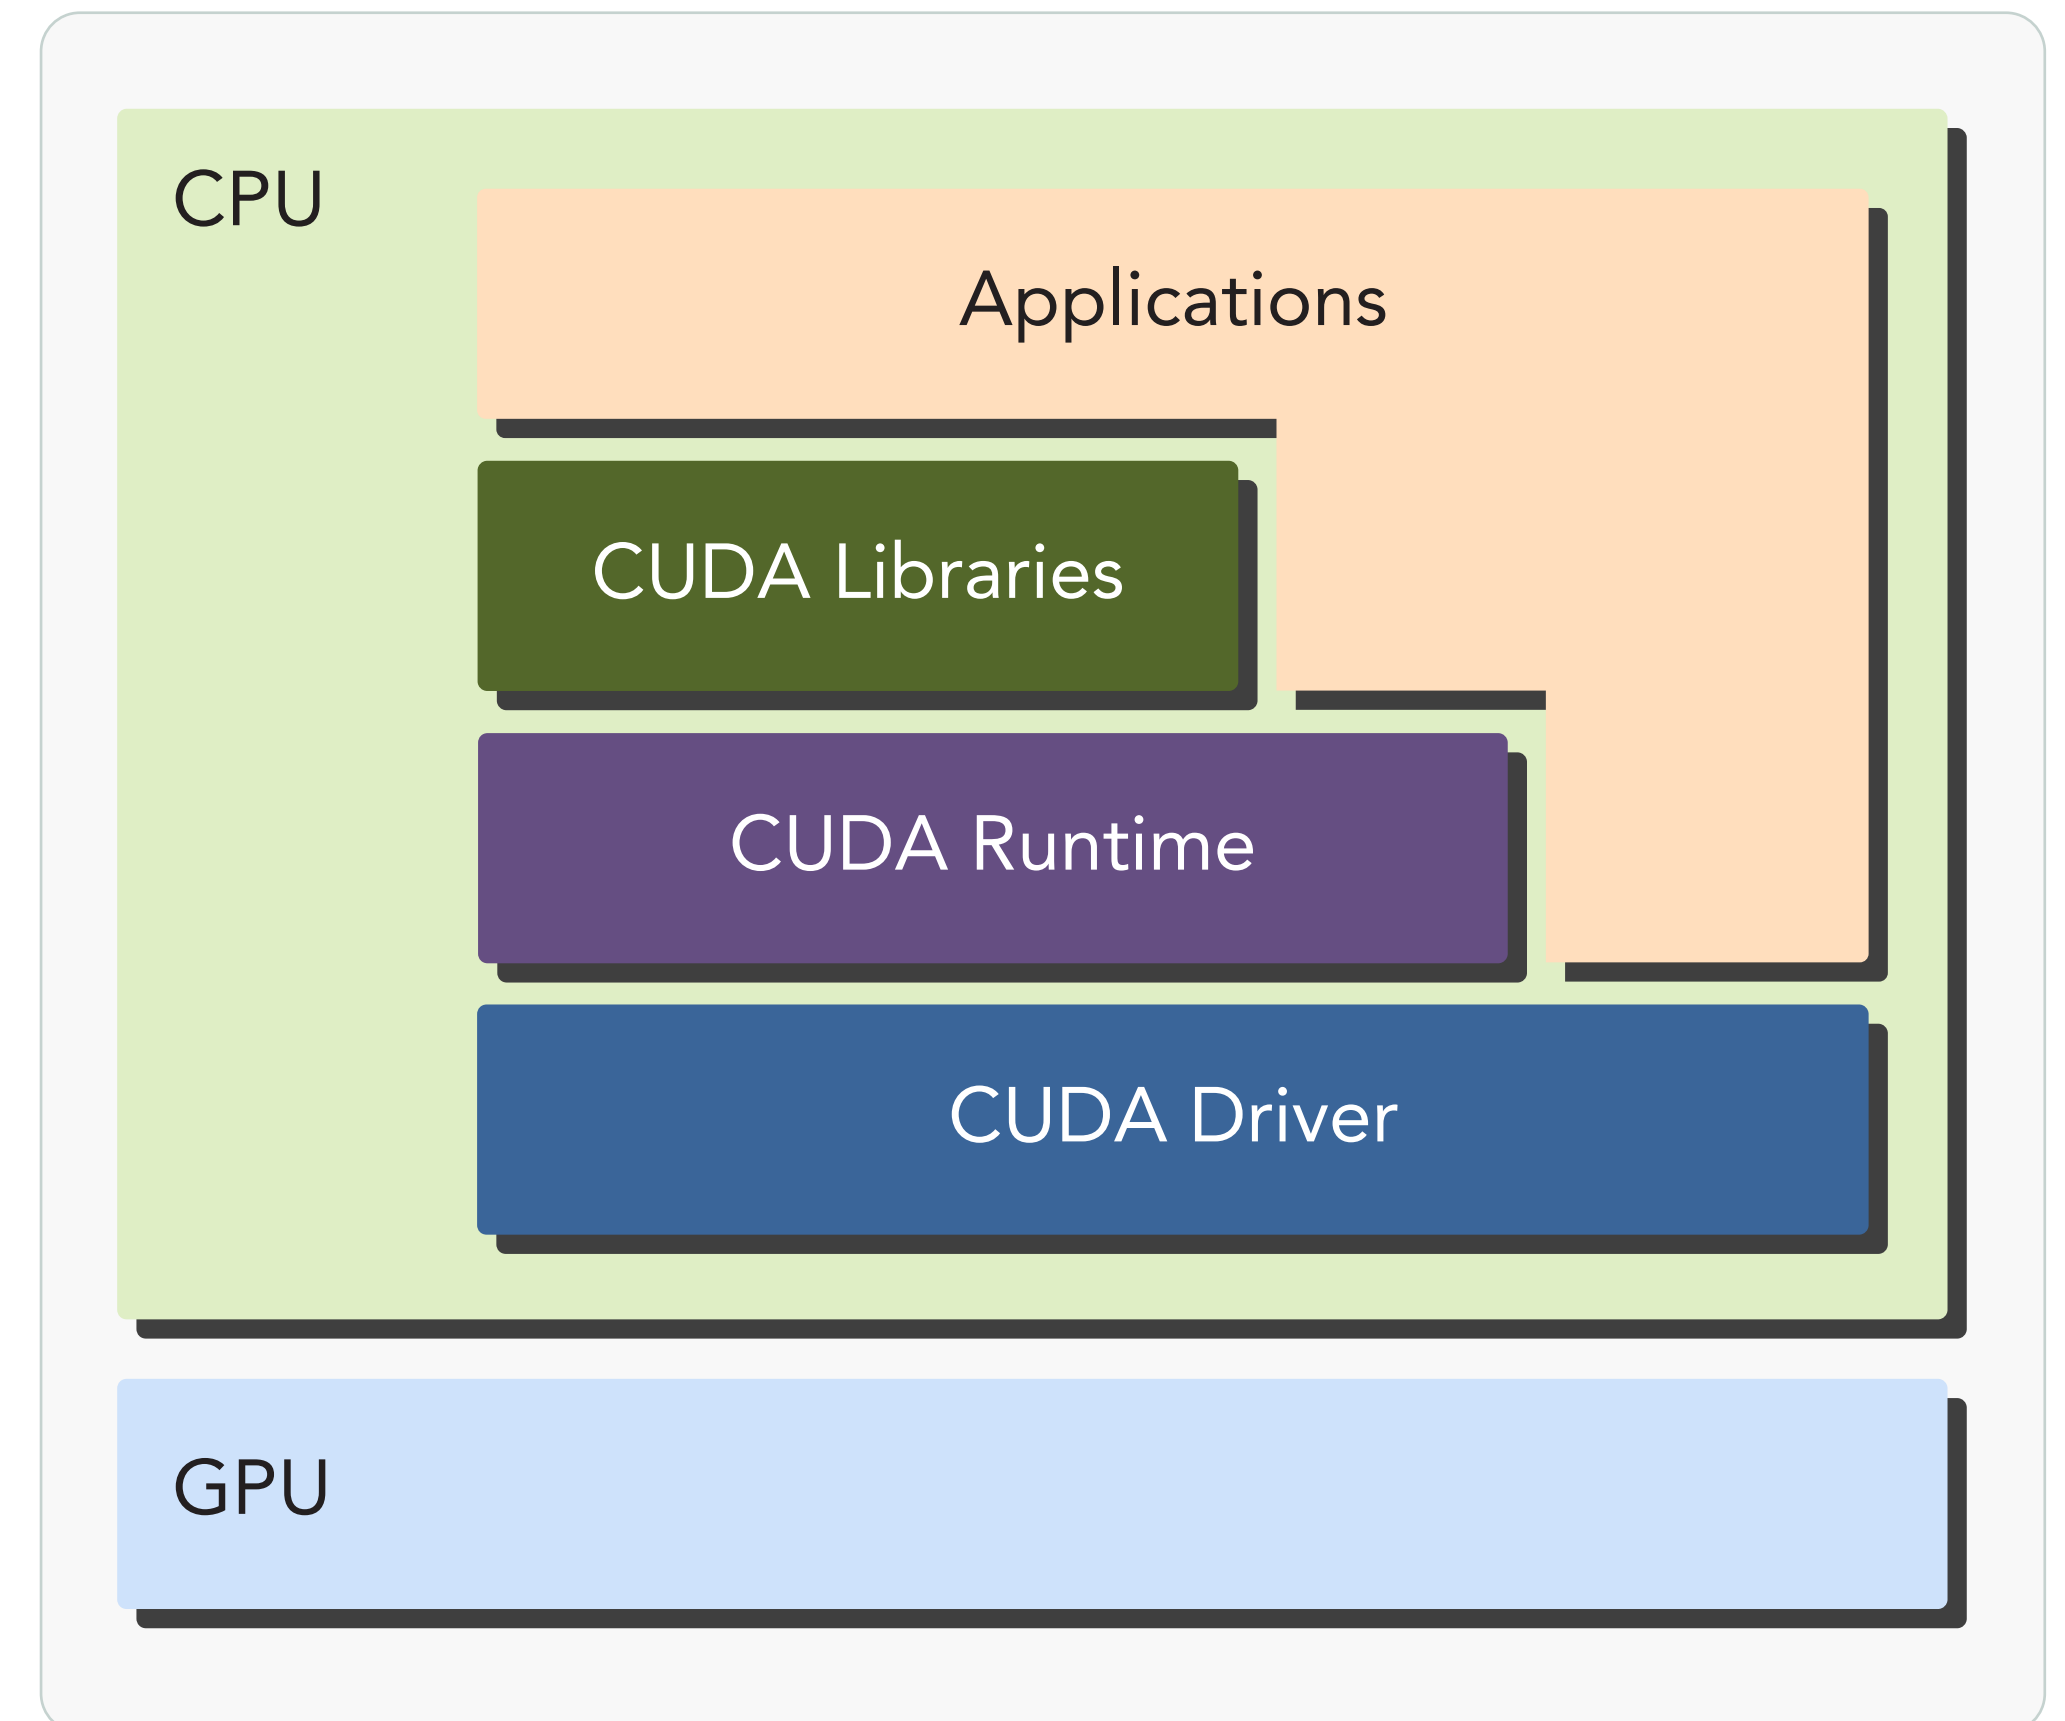 CPU
Applications
CUDA Libraries
CUDA Runtime
CUDA Driver
GPU